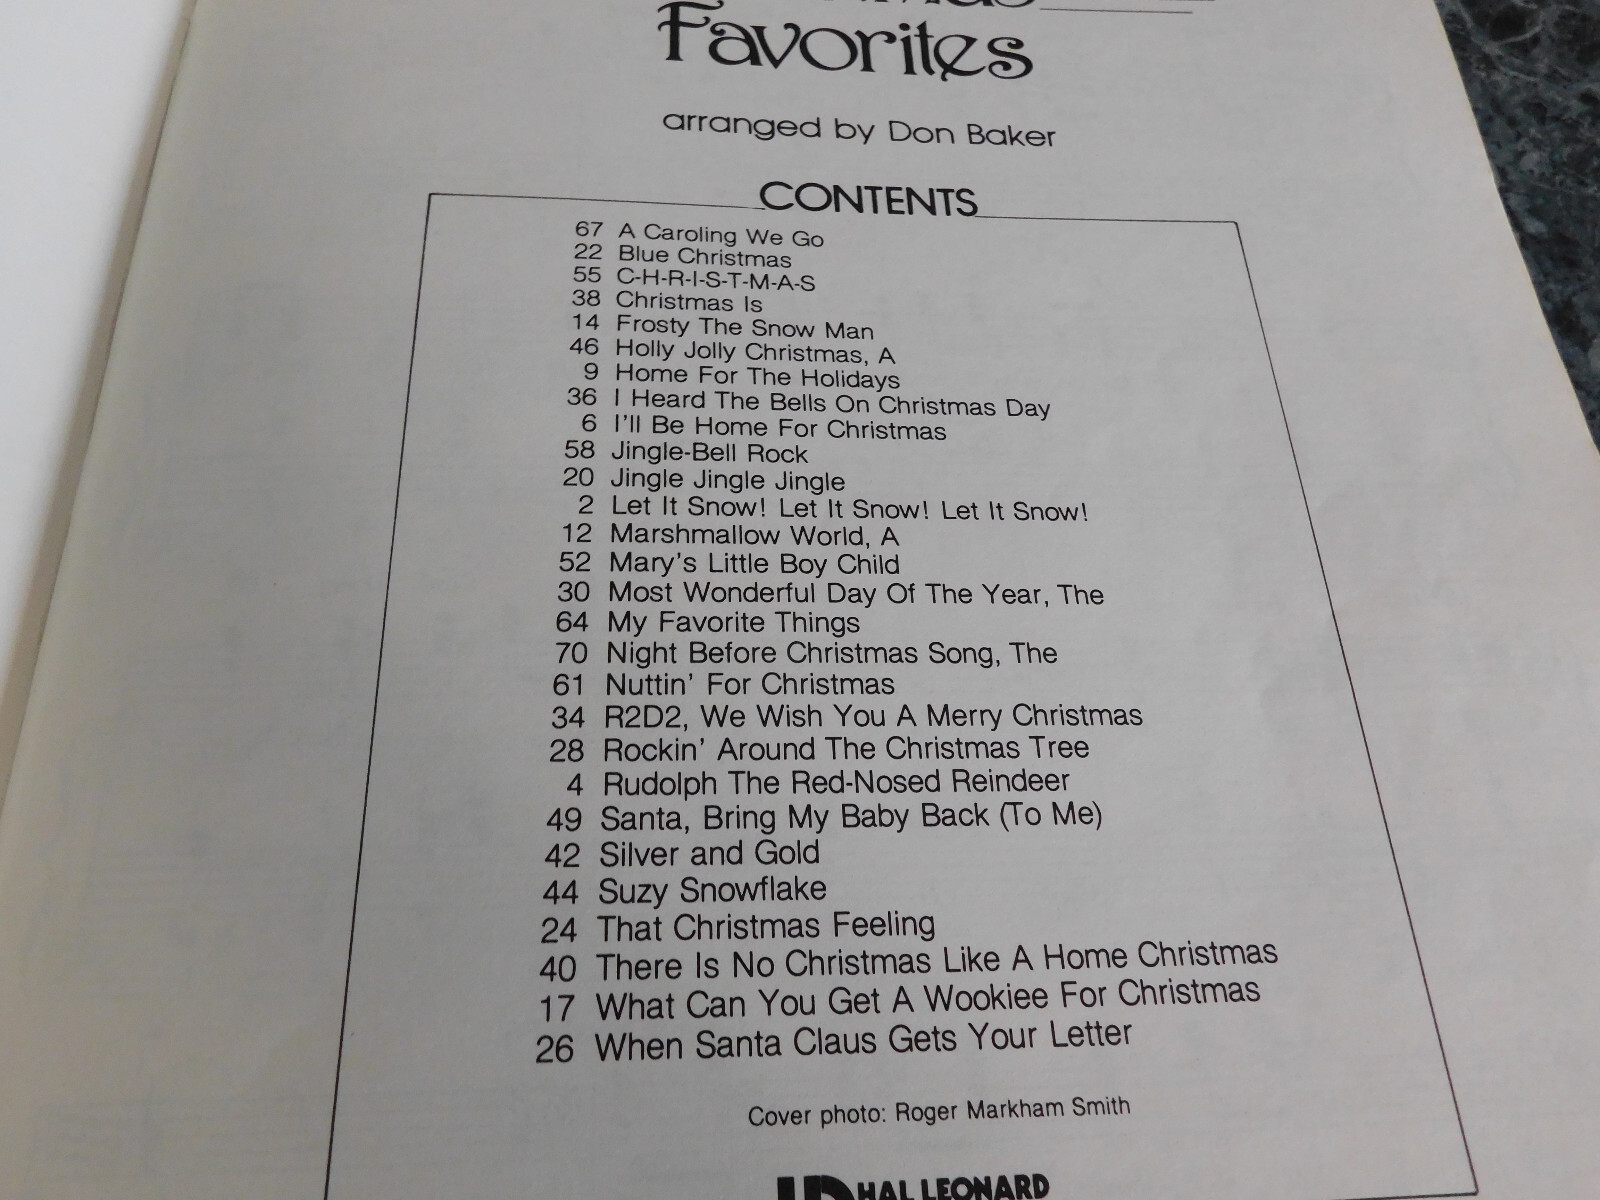 Favorites
arranged by Don Baker
CONTENTS
67 A Caroling We Go
22 Blue Christmas
55 C-H-R-I-S-T-M-A-S
38 Christmas Is
14 Frosty The Snow Man
46 Holly Jolly Christmas, A
9 Home For The Holidays
36 I Heard The Bells On Christmas Day
6 I'll Be Home For Christmas
58 Jingle-Bell Rock
20 Jingle Jingle Jingle
2 Let It Snow! Let It Snow! Let It Snow!
12 Marshmallow World, A
52 Mary's Little Boy Child
30 Most Wonderful Day Of The Year, The
64 My Favorite Things
70 Night Before Christmas Song, The
61 Nuttin' For Christmas
34 R2D2, We Wish You A Merry Christmas
28 Rockin' Around The Christmas Tree
4 Rudolph The Red-Nosed Reindeer
49 Santa, Bring My Baby Back (To Me)
42 Silver and Gold
44 Suzy Snowflake
24 That Christmas Feeling
40 There Is No Christmas Like A Home Christmas
17 What Can You Get A Wookiee For Christmas
26 When Santa Claus Gets Your Letter
Cover photo: Roger Markham Smith
HAL LEONARD